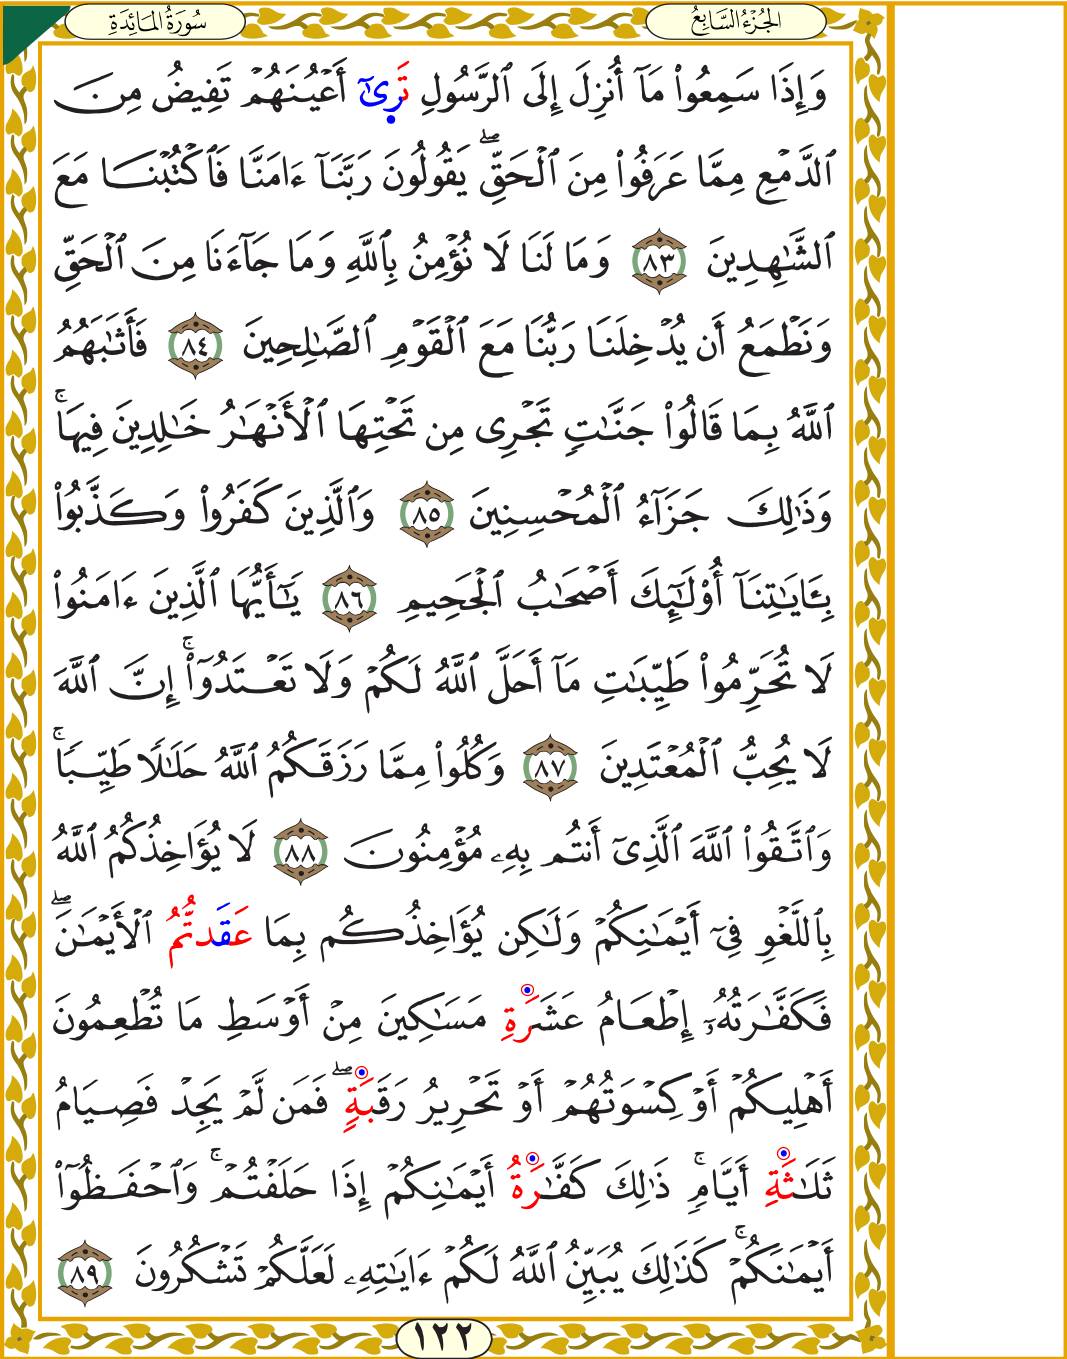 الجُزْءُ السَّابِعُ
سُورَةُ المَائِدَةِ
وَإِذَا سَمِعُوا۟ مَآ أُنزِلَ إِلَى ٱلرَّسُولِ تَرِىٰٓ أَعْيُنَهُمْ تَفِيضُ مِنَ
ٱلدَّمْعِ مِمَّا عَرَفُوا۟ مِنَ ٱلْحَقِّۖ يَقُولُونَ رَبَّنَآ ءَامَنَّا فَٱكْتُبْنَا مَعَ
ٱلشَّٰهِدِينَ ٨٣ وَمَا لَنَا لَا نُؤْمِنُ بِٱللَّهِ وَمَا جَآءَنَا مِنَ ٱلْحَقِّ
وَنَطْمَعُ أَن يُدْخِلَنَا رَبُّنَا مَعَ ٱلْقَوْمِ ٱلصَّٰلِحِينَ ٨٤ فَأَثَٰبَهُمُ
ٱللَّهُ بِمَا قَالُوا۟ جَنَّٰتٍ تَجْرِى مِن تَحْتِهَا ٱلْأَنْهَٰرُ خَٰلِدِينَ فِيهَاۚ
وَذَٰلِكَ جَزَآءُ ٱلْمُحْسِنِينَ ٨٥ وَٱلَّذِينَ كَفَرُوا۟ وَكَذَّبُوا۟
بِـَٔايَٰتِنَآ أُو۟لَٰٓئِكَ أَصْحَٰبُ ٱلْجَحِيمِ ٨٦ يَٰٓأَيُّهَا ٱلَّذِينَ ءَامَنُوا۟
لَا تُحَرِّمُوا۟ طَيِّبَٰتِ مَآ أَحَلَّ ٱللَّهُ لَكُمْ وَلَا تَعْتَدُوٓا۟ۚ إِنَّ ٱللَّهَ
لَا يُحِبُّ ٱلْمُعْتَدِينَ ٨٧ وَكُلُوا۟ مِمَّا رَزَقَكُمُ ٱللَّهُ حَلَٰلًا طَيِّبًاۚ
وَٱتَّقُوا۟ ٱللَّهَ ٱلَّذِىٓ أَنتُم بِهِۦ مُؤْمِنُونَ ٨٨ لَا يُؤَاخِذُكُمُ ٱللَّهُ
بِٱللَّغْوِ فِىٓ أَيْمَٰنِكُمْ وَلَٰكِن يُؤَاخِذُكُم بِمَا عَقَدتُّمُ ٱلْأَيْمَٰنَۖ
فَكَفَّٰرَتُهُۥٓ إِطْعَامُ عَشَرَةِ مَسَٰكِينَ مِنْ أَوْسَطِ مَا تُطْعِمُونَ
أَهْلِيكُمْ أَوْ كِسْوَتُهُمْ أَوْ تَحْرِيرُ رَقَبَةٍۖ فَمَن لَّمْ يَجِدْ فَصِيَامُ
ثَلَٰثَةِ أَيَّامٍۚ ذَٰلِكَ كَفَّٰرَةُ أَيْمَٰنِكُمْ إِذَا حَلَفْتُمْۚ وَٱحْفَظُوٓا۟
أَيْمَٰنَكُمْۚ كَذَٰلِكَ يُبَيِّنُ ٱللَّهُ لَكُمْ ءَايَٰتِهِۦ لَعَلَّكُمْ تَشْكُرُونَ ٨٩
١٢٢